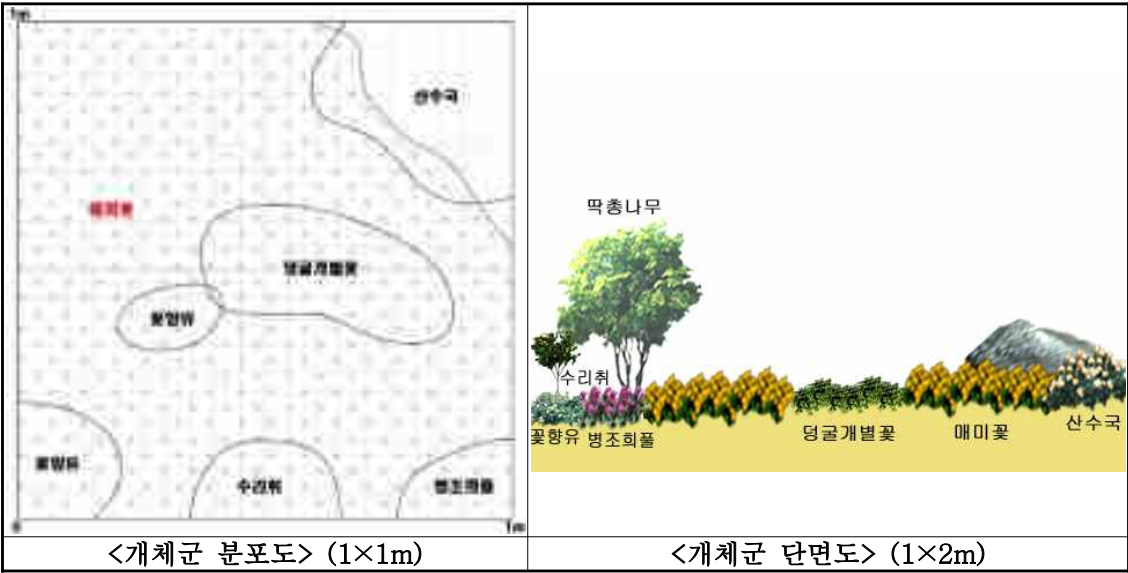 1m
산수국
매미꽃
덩굴개별꽃
꽃향유
꽃향유
수리취
병조희풀
0
1m
딱총나무
수리취
꽃향유
병조희풀
덩굴개별꽃
매미꽃
산수국
<개체군 분포도> (1×1m)
<개체군 단면도> (1×2m)